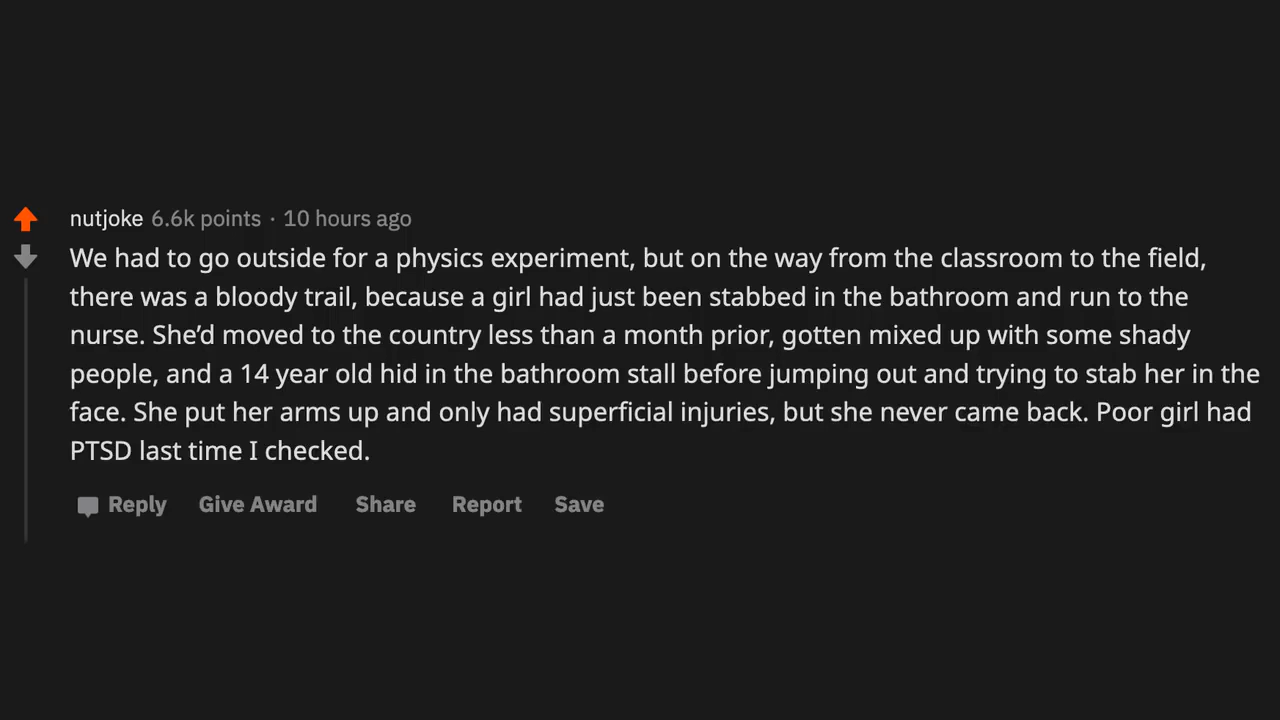 nutjoke 6.6k points · 10 hours ago
We had to go outside for a physics experiment, but on the way from the classroom to the field,
there was a bloody trail, because a girl had just been stabbed in the bathroom and run to the
nurse. She’d moved to the country less than a month prior, gotten mixed up with some shady
people, and a 14 year old hid in the bathroom stall before jumping out and trying to stab her in the
face. She put her arms up and only had superficial injuries, but she never came back. Poor girl had
PTSD last time I checked.
Reply Give Award Share Report Save